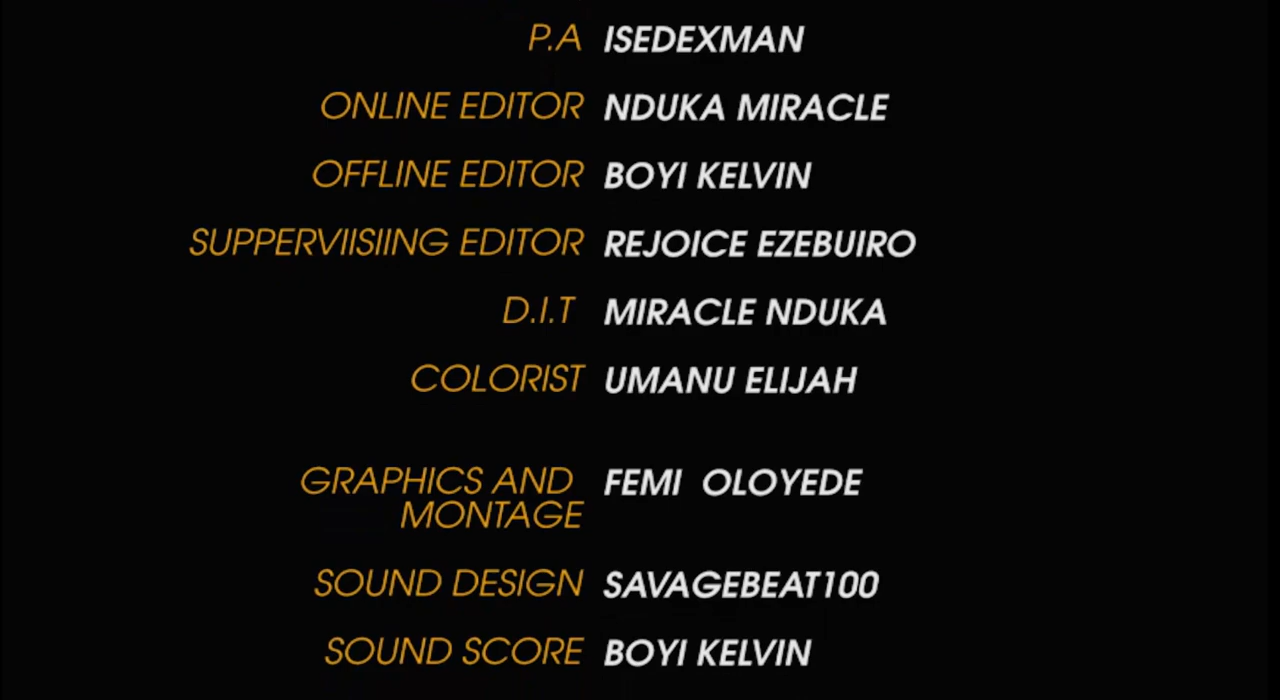 P.A ISEDEXMAN
ONLINE EDITOR NDUKA MIRACLE
OFFLINE EDITOR BOYI KELVIN
SUPPERVIISIING EDITOR REJOICE EZEBUIRO
D.I.T MIRACLE NDUKA
COLORIST UMANU ELIJAH
GRAPHICS AND FEMI OLOYEDE
MONTAGE
SOUND DESIGN SAVAGEBEAT100
SOUND SCORE BOYI KELVIN